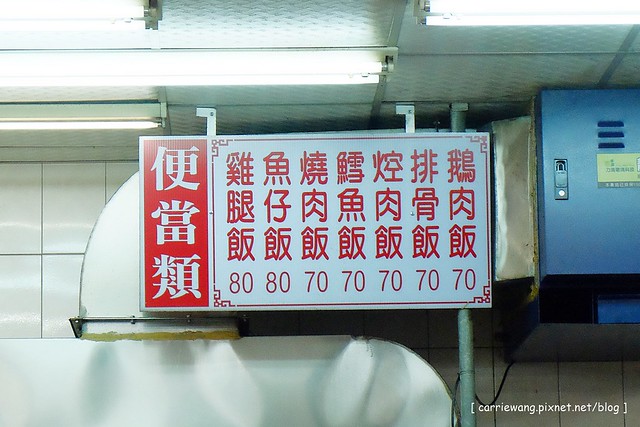 便當類
鵝肉飯 70
排骨飯 70
焢肉飯 70
鱈魚飯 70
燒肉飯 70
魚仔飯 80
雞腿飯 80
[ carriewang.pixnet.net/blog ]